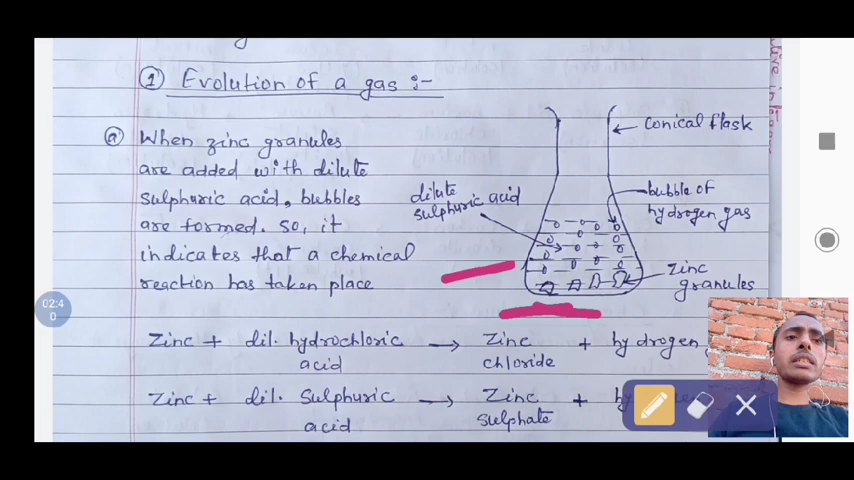 ① Evolution of a gas :-
ⓐ When zinc granules
are added with dilute
sulphuric acid, bubbles
are formed. So, it
indicates that a chemical
reaction has taken place
conical flask
dilute
sulphuric acid
bubble of
hydrogen gas
zinc
granules
Zinc + dil. hydrochloric acid → Zinc chloride + hydrogen
Zinc + dil. Sulphuric acid → Zinc sulphate +
02:4
0